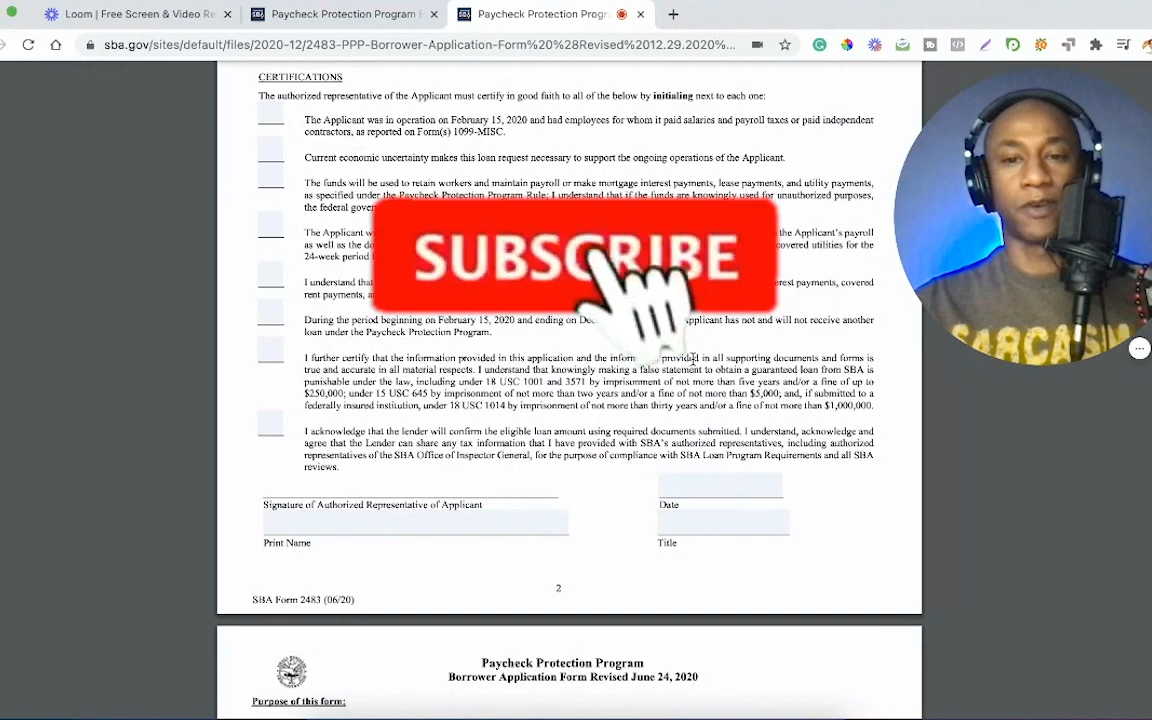 Loom | Free Screen & Video Re
Paycheck Protection Program B
Paycheck Protection Progr
sba.gov/sites/default/files/2020-12/2483-PPP-Borrower-Application-Form%20%28Revised%2012.29.2020%...
CERTIFICATIONS
The authorized representative of the Applicant must certify in good faith to all of the below by initialing next to each one:
The Applicant was in operation on February 15, 2020 and had employees for whom it paid salaries and payroll taxes or paid independent
contractors, as reported on Form(s) 1099-MISC.
Current economic uncertainty makes this loan request necessary to support the ongoing operations of the Applicant.
The funds will be used to retain workers and maintain payroll or make mortgage interest payments, lease payments, and utility payments,
as specified under the Paycheck Protection Program Rule; I understand that if the funds are knowingly used for unauthorized purposes,
the federal gover
The Applicant w the Applicant's payroll
as well as the do overed utilities for the
24-week period
I understand tha rest payments, covered
rent payments, a
During the period beginning on February 15, 2020 and ending on Dec pplicant has not and will not receive another
loan under the Paycheck Protection Program.
I further certify that the information provided in this application and the inform provided in all supporting documents and forms is
true and accurate in all material respects. I understand that knowingly making a false statement to obtain a guaranteed loan from SBA is
punishable under the law, including under 18 USC 1001 and 3571 by imprisonment of not more than five years and/or a fine of up to
$250,000; under 15 USC 645 by imprisonment of not more than two years and/or a fine of not more than $5,000; and, if submitted to a
federally insured institution, under 18 USC 1014 by imprisonment of not more than thirty years and/or a fine of not more than $1,000,000.
I acknowledge that the lender will confirm the eligible loan amount using required documents submitted. I understand, acknowledge and
agree that the Lender can share any tax information that I have provided with SBA's authorized representatives, including authorized
representatives of the SBA Office of Inspector General, for the purpose of compliance with SBA Loan Program Requirements and all SBA
reviews.
Signature of Authorized Representative of Applicant Date
Print Name Title
2
SBA Form 2483 (06/20)
Paycheck Protection Program
Borrower Application Form Revised June 24, 2020
Purpose of this form:
SUBSCRIBE
SARCASM